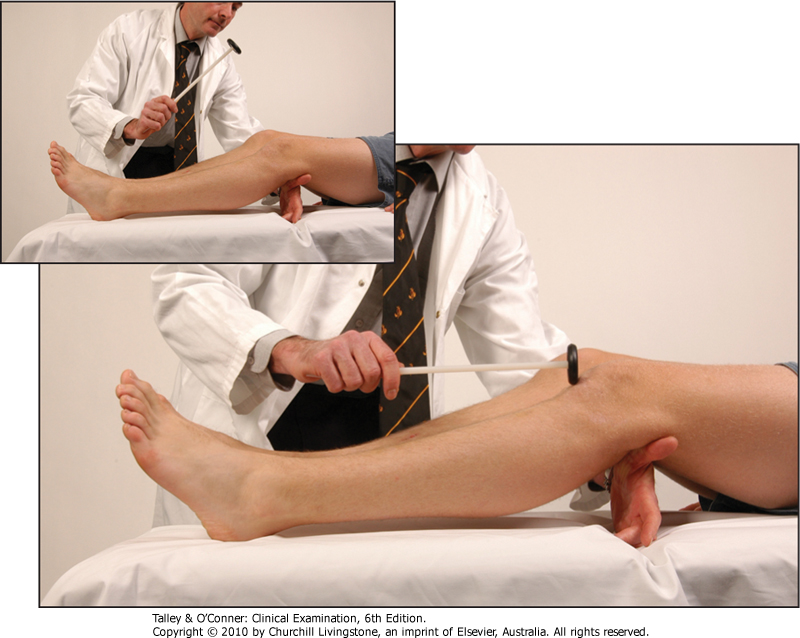 Talley & O'Conner: Clinical Examination, 6th Edition.
Copyright © 2010 by Churchill Livingstone, an imprint of Elsevier, Australia. All rights reserved.